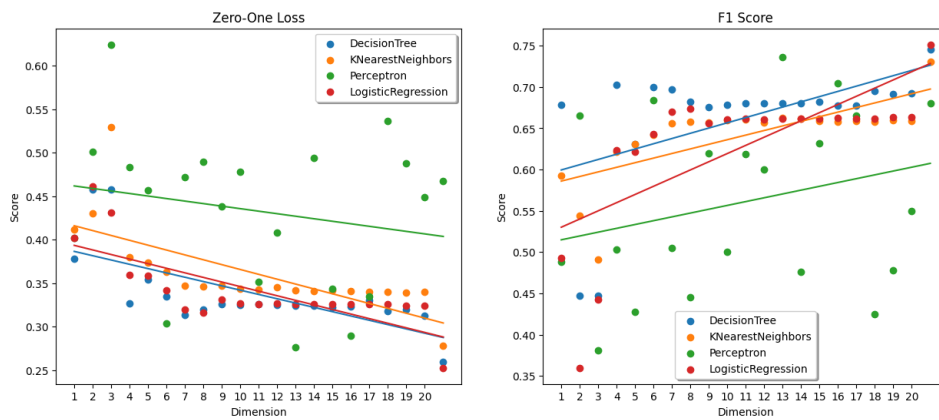 Zero-One Loss
Score
0.60
0.55
0.50
0.45
0.40
0.35
0.30
0.25
DecisionTree
KNearestNeighbors
Perceptron
LogisticRegression
1 2 3 4 5 6 7 8 9 10 11 12 13 14 15 16 17 18 19 20
Dimension
F1 Score
Score
0.75
0.70
0.65
0.60
0.55
0.50
0.45
0.40
0.35
DecisionTree
KNearestNeighbors
Perceptron
LogisticRegression
1 2 3 4 5 6 7 8 9 10 11 12 13 14 15 16 17 18 19 20
Dimension